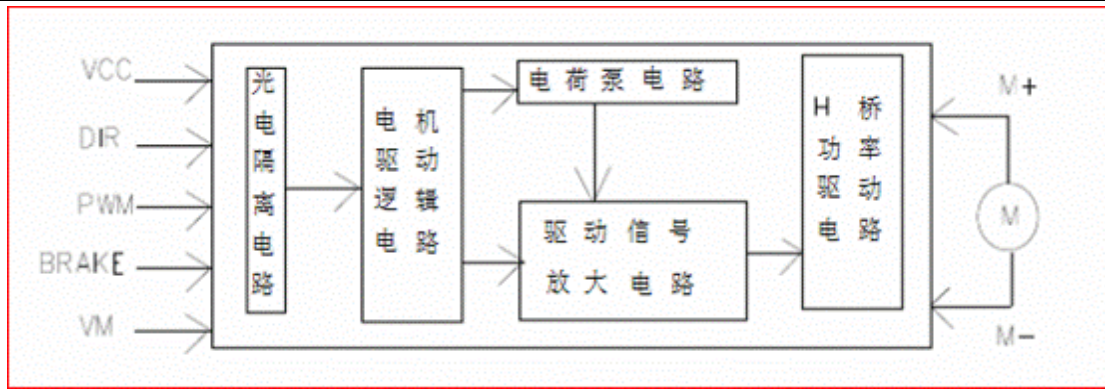 VCC
DIR
PWM
BRAKE
VM
光电隔离电路
电机
驱动
逻辑
电路
电荷泵电路
驱动信号
放大电路
H桥
功率
驱动
电路
M+
M
M-